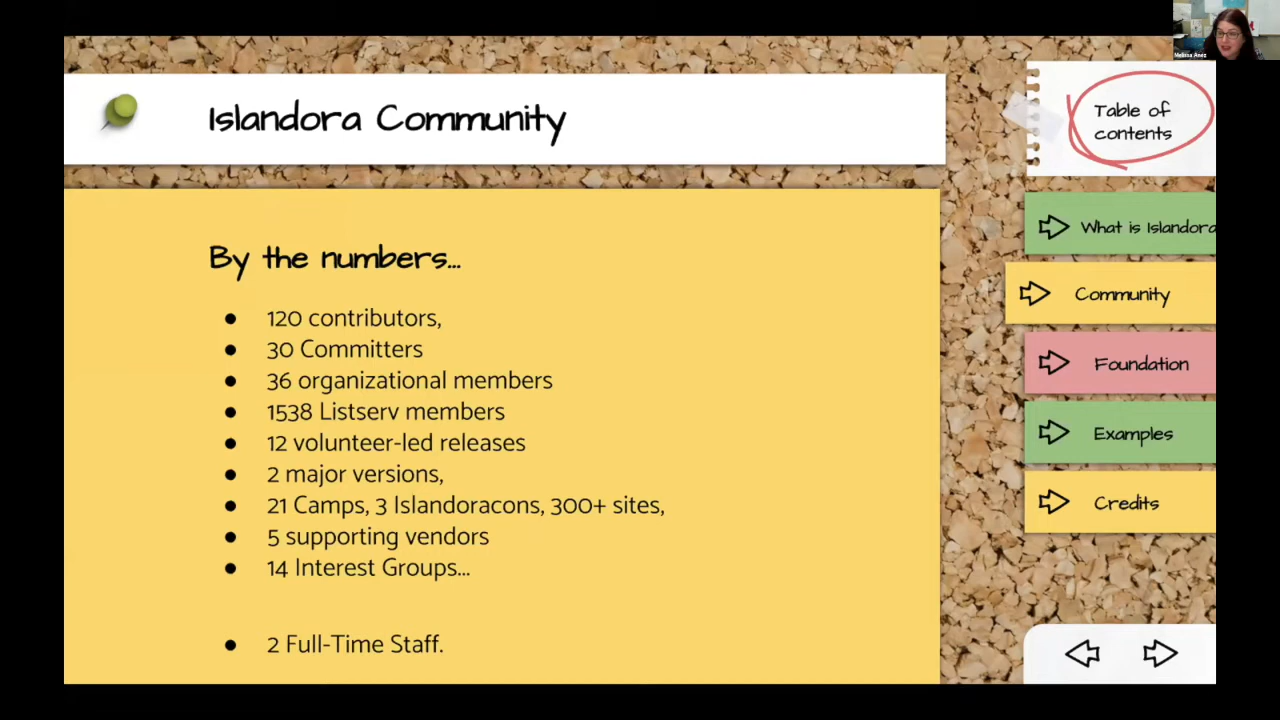 Melissa Anez
Islandora Community
Table of
contents
By the numbers...
120 contributors,
30 Committers
36 organizational members
1538 Listserv members
12 volunteer-led releases
2 major versions,
21 Camps, 3 Islandoracons, 300+ sites,
5 supporting vendors
14 Interest Groups...
2 Full-Time Staff.
What is Islandora
Community
Foundation
Examples
Credits